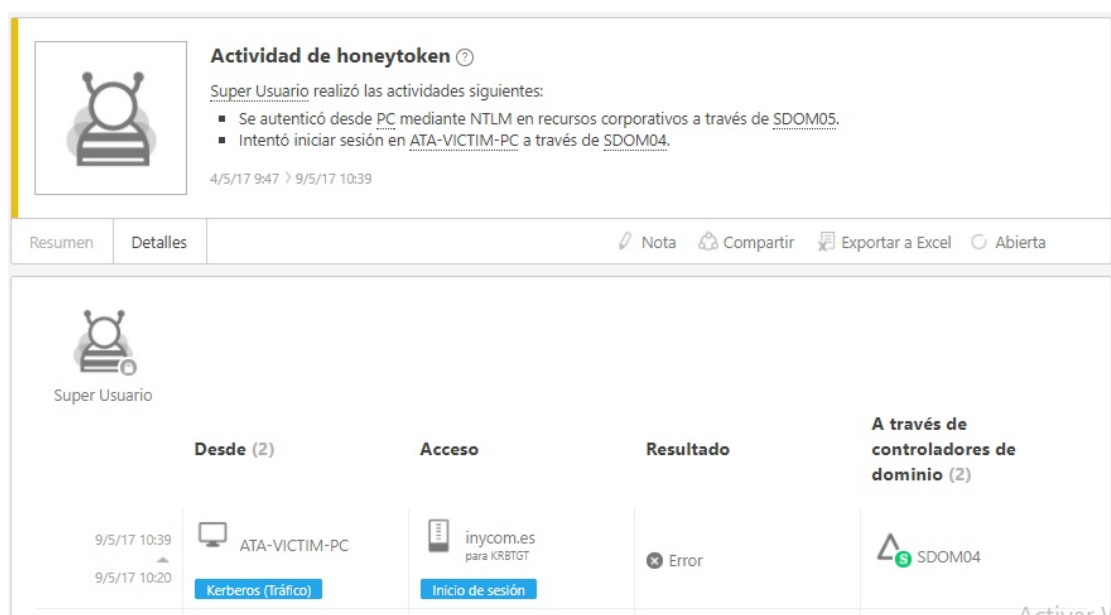 Actividad de honeytoken ?
Super Usuario realizó las actividades siguientes:
Se autenticó desde PC mediante NTLM en recursos corporativos a través de SDOM05.
Intentó iniciar sesión en ATA-VICTIM-PC a través de SDOM04.
4/5/17 9:47 > 9/5/17 10:39
Resumen Detalles Nota Compartir Exportar a Excel Abierta
Super Usuario
Desde (2) Acceso Resultado A través de
controladores de
dominio (2)
9/5/17 10:39
9/5/17 10:20
ATA-VICTIM-PC
Kerberos (Tráfico)
inycom.es
para KRBTGT
Inicio de sesión
Error
S SDOM04
Activar